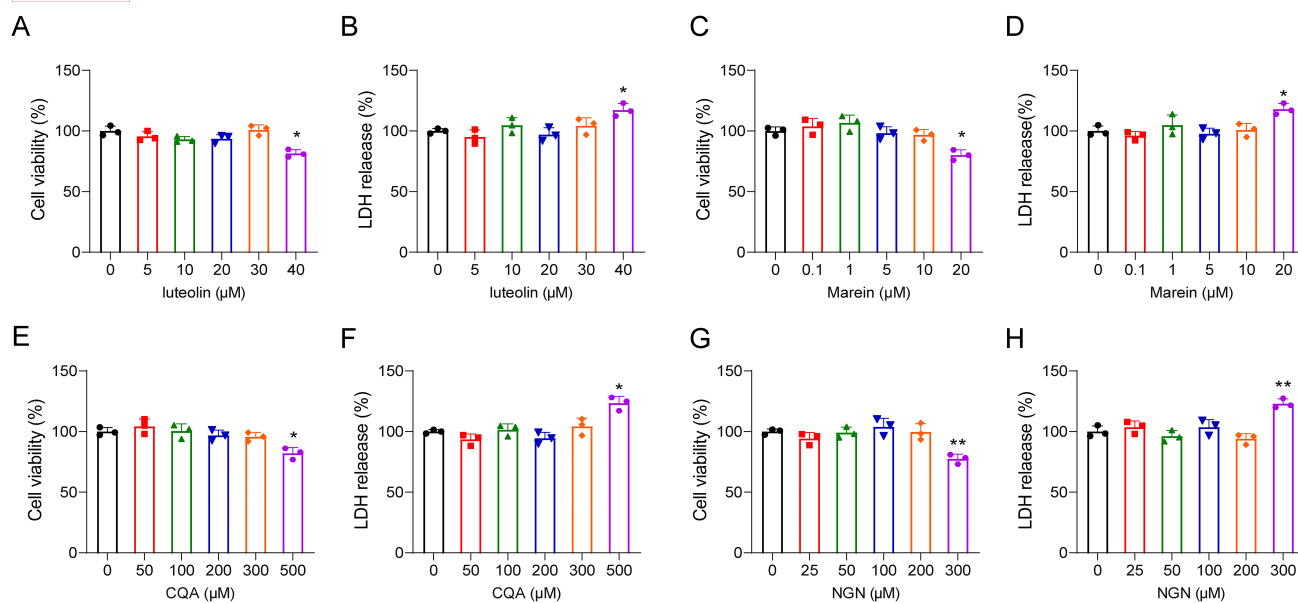 A
B
C
D
150
100
50
0
Cell viability (%)
*
0 5 10 20 30 40
luteolin (µM)
150
100
50
0
LDH relaease (%)
*
0 5 10 20 30 40
luteolin (µM)
150
100
50
0
Cell viability (%)
*
0 0.1 1 5 10 20
Marein (µM)
150
100
50
0
LDH relaease(%)
*
0 0.1 1 5 10 20
Marein (µM)
E
F
G
H
150
100
50
0
Cell viability (%)
*
0 50 100 200 300 500
CQA (µM)
150
100
50
0
LDH relaease (%)
*
0 50 100 200 300 500
CQA (µM)
150
100
50
0
Cell viability (%)
**
0 25 50 100 200 300
NGN (µM)
150
100
50
0
LDH relaease (%)
**
0 25 50 100 200 300
NGN (µM)